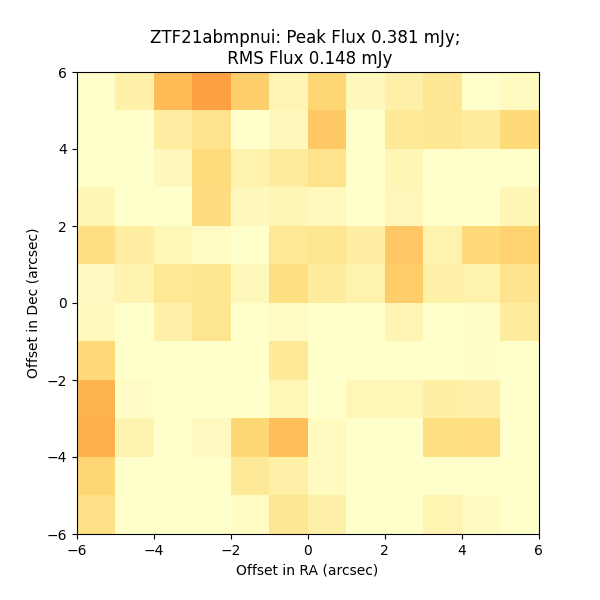 ZTF21abmpnui: Peak Flux 0.381 mJy;
RMS Flux 0.148 mJy
6
4
2
0
−2
−4
−6
Offset in Dec (arcsec)
−6 −4 −2 0 2 4 6
Offset in RA (arcsec)